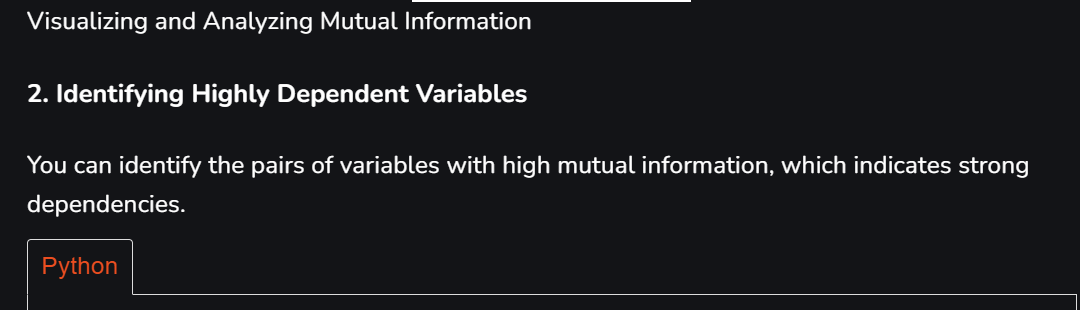 Visualizing and Analyzing Mutual Information
2. Identifying Highly Dependent Variables
You can identify the pairs of variables with high mutual information, which indicates strong
dependencies.
Python